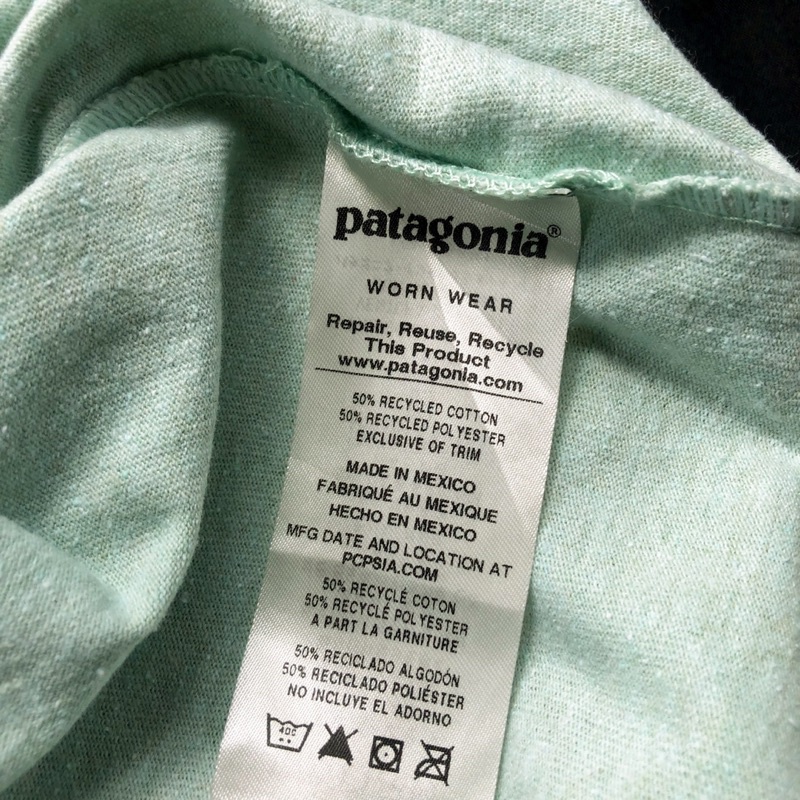 patagonia®
WORN WEAR
Repair, Reuse, Recycle
This Product
www.patagonia.com
50% RECYCLED COTTON
50% RECYCLED POLYESTER
EXCLUSIVE OF TRIM
MADE IN MEXICO
FABRIQUÉ AU MEXIQUE
HECHO EN MEXICO
MFG DATE AND LOCATION AT
PCPSIA.COM
50% RECYCLÉ COTON
50% RECYCLÉ POLYESTER
A PART LA GARNITURE
50% RECICLADO ALGODÓN
50% RECICLADO POLIÉSTER
NO INCLUYE EL ADORNO
40C